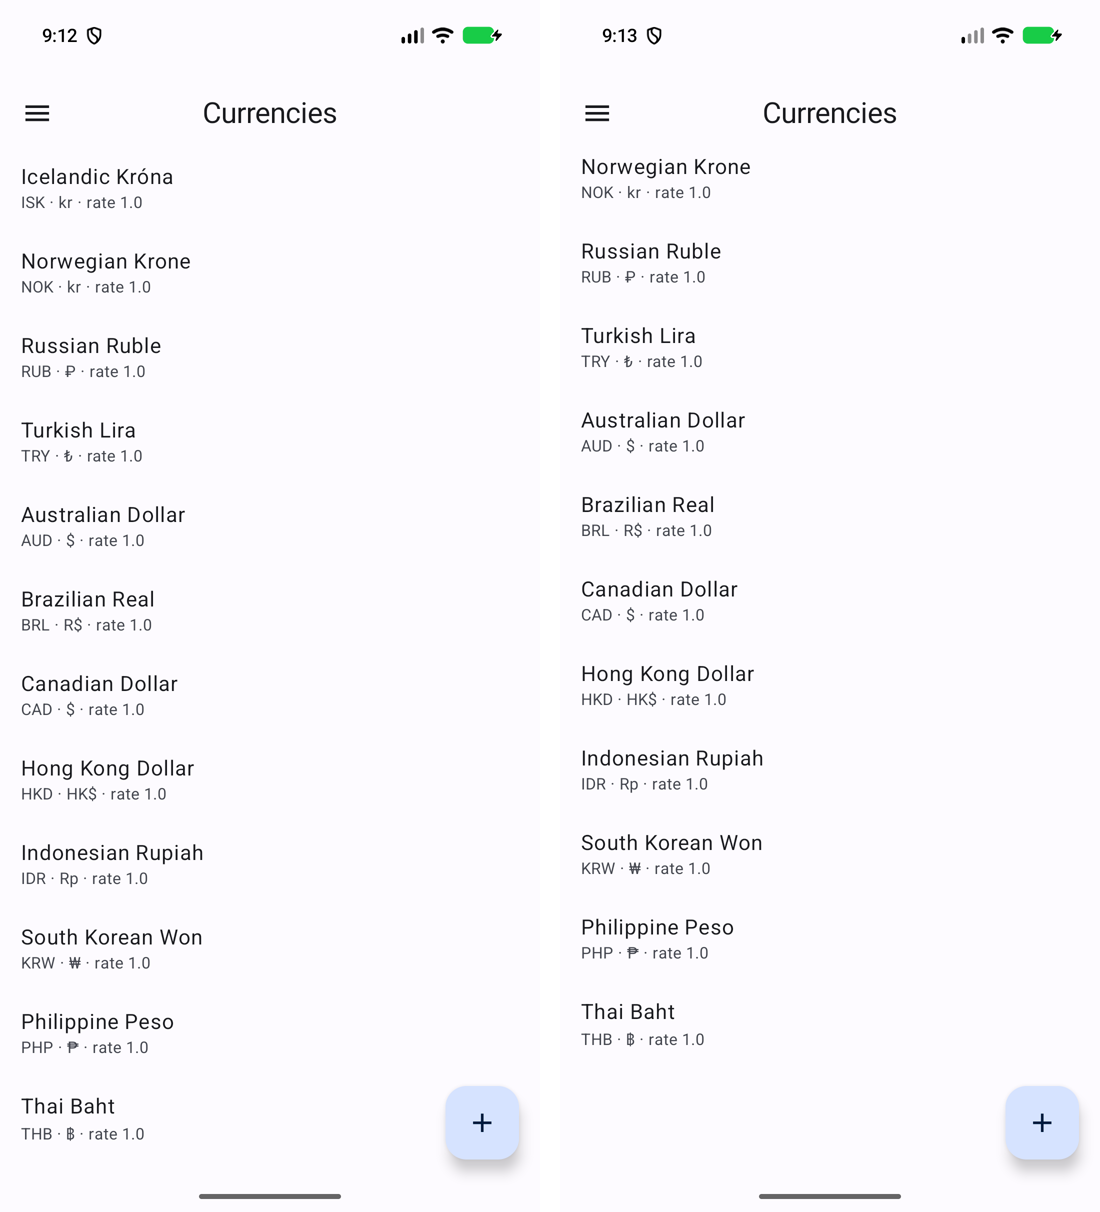 9:12
Currencies
Icelandic Króna
ISK · kr · rate 1.0
Norwegian Krone
NOK · kr · rate 1.0
Russian Ruble
RUB · ₽ · rate 1.0
Turkish Lira
TRY · ₺ · rate 1.0
Australian Dollar
AUD · $ · rate 1.0
Brazilian Real
BRL · R$ · rate 1.0
Canadian Dollar
CAD · $ · rate 1.0
Hong Kong Dollar
HKD · HK$ · rate 1.0
Indonesian Rupiah
IDR · Rp · rate 1.0
South Korean Won
KRW · ₩ · rate 1.0
Philippine Peso
PHP · ₱ · rate 1.0
Thai Baht
THB · ฿ · rate 1.0
9:13
Currencies
Norwegian Krone
NOK · kr · rate 1.0
Russian Ruble
RUB · ₽ · rate 1.0
Turkish Lira
TRY · ₺ · rate 1.0
Australian Dollar
AUD · $ · rate 1.0
Brazilian Real
BRL · R$ · rate 1.0
Canadian Dollar
CAD · $ · rate 1.0
Hong Kong Dollar
HKD · HK$ · rate 1.0
Indonesian Rupiah
IDR · Rp · rate 1.0
South Korean Won
KRW · ₩ · rate 1.0
Philippine Peso
PHP · ₱ · rate 1.0
Thai Baht
THB · ฿ · rate 1.0